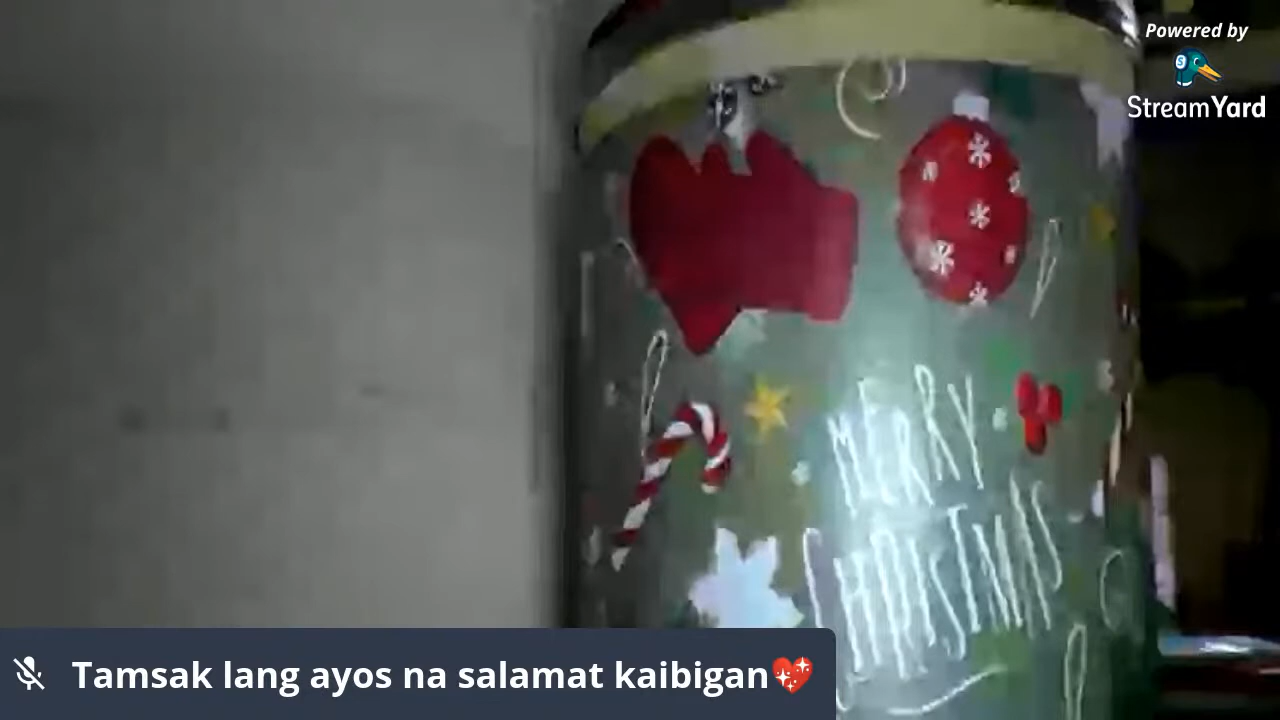 Powered by
StreamYard
MERRY
CHRISTMAS
Tamsak lang ayos na salamat kaibigan💖